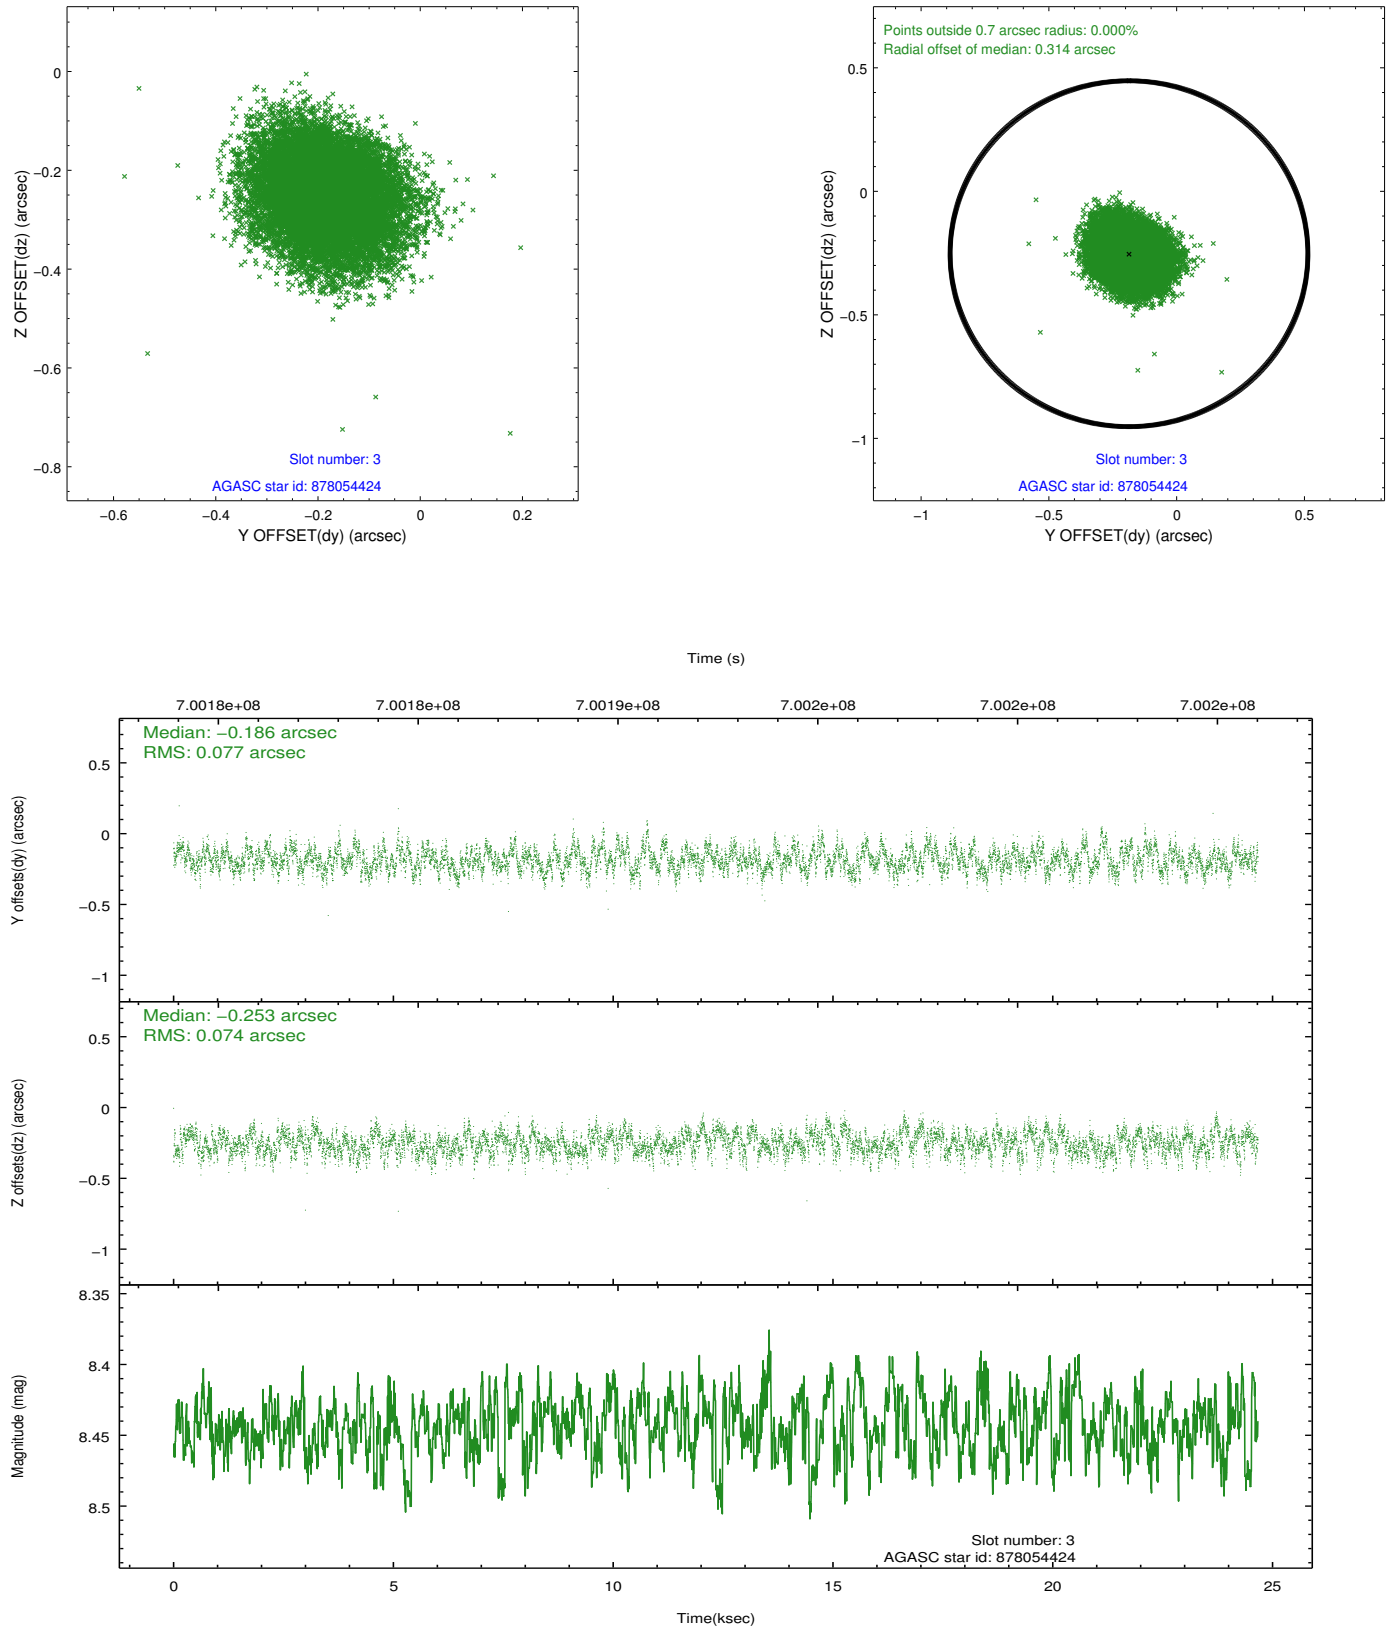 0
−0.2
−0.4
−0.6
−0.8
Z OFFSET(dz) (arcsec)
Slot number: 3
AGASC star id: 878054424
−0.6
−0.4
−0.2
0
0.2
Y OFFSET(dy) (arcsec)
Points outside 0.7 arcsec radius: 0.000%
Radial offset of median: 0.314 arcsec
0.5
0
−0.5
−1
Z OFFSET(dz) (arcsec)
Slot number: 3
AGASC star id: 878054424
−1
−0.5
0
0.5
Y OFFSET(dy) (arcsec)
Time (s)
7.0018e+08
7.0018e+08
7.0019e+08
7.002e+08
7.002e+08
7.002e+08
Median: −0.186 arcsec
RMS: 0.077 arcsec
0.5
0
−0.5
−1
Y offsets(dy) (arcsec)
Median: −0.253 arcsec
RMS: 0.074 arcsec
0.5
0
−0.5
−1
Z offsets(dz) (arcsec)
8.35
8.4
8.45
8.5
Magnitude (mag)
Slot number: 3
AGASC star id: 878054424
0
5
10
15
20
25
Time(ksec)